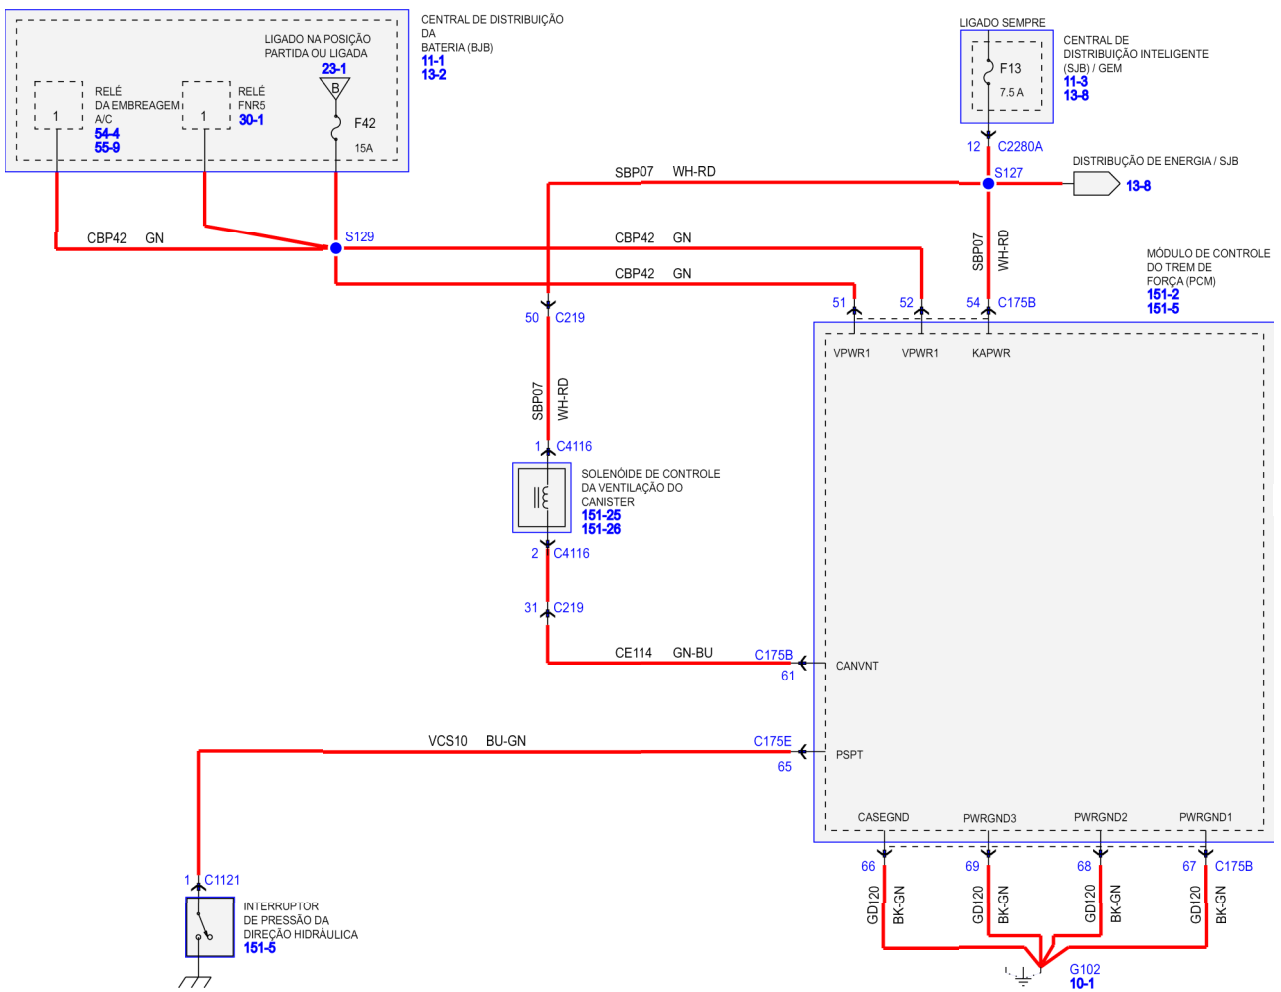 CENTRAL DE DISTRIBUIÇÃO
DA
BATERIA (BJB)
11-1
13-2
LIGADO NA POSIÇÃO
PARTIDA OU LIGADA
23-1
B
F42
15A
1
RELÉ
DA EMBREAGEM
A/C
54-4
55-9
1
RELÉ
FNR5
30-1
LIGADO SEMPRE
F13
7.5 A
CENTRAL DE
DISTRIBUIÇÃO INTELIGENTE
(SJB) / GEM
11-3
13-8
12 C2280A
S127
DISTRIBUÇÃO DE ENERGIA / SJB
13-8
SBP07 WH-RD
CBP42 GN
S129
CBP42 GN
CBP42 GN
SBP07
WH-RD
MÓDULO DE CONTROLE
DO TREM DE
FORÇA (PCM)
151-2
151-5
51
52
54 C175B
VPWR1
VPWR1
KAPWR
50 C219
SBP07
WH-RD
1 C4116
SOLENÓIDE DE CONTROLE
DA VENTILAÇÃO DO
CANISTER
151-25
151-26
2 C4116
31 C219
CE114 GN-BU
C175B
61
CANVNT
VCS10 BU-GN
C175E
65
PSPT
CASEGND
PWRGND3
PWRGND2
PWRGND1
66
69
68
67 C175B
GD120
BK-GN
GD120
BK-GN
GD120
BK-GN
GD120
BK-GN
1 C1121
INTERRUPTOR
DE PRESSÃO DA
DIREÇÃO HIDRÁULICA
151-5
G102
10-1